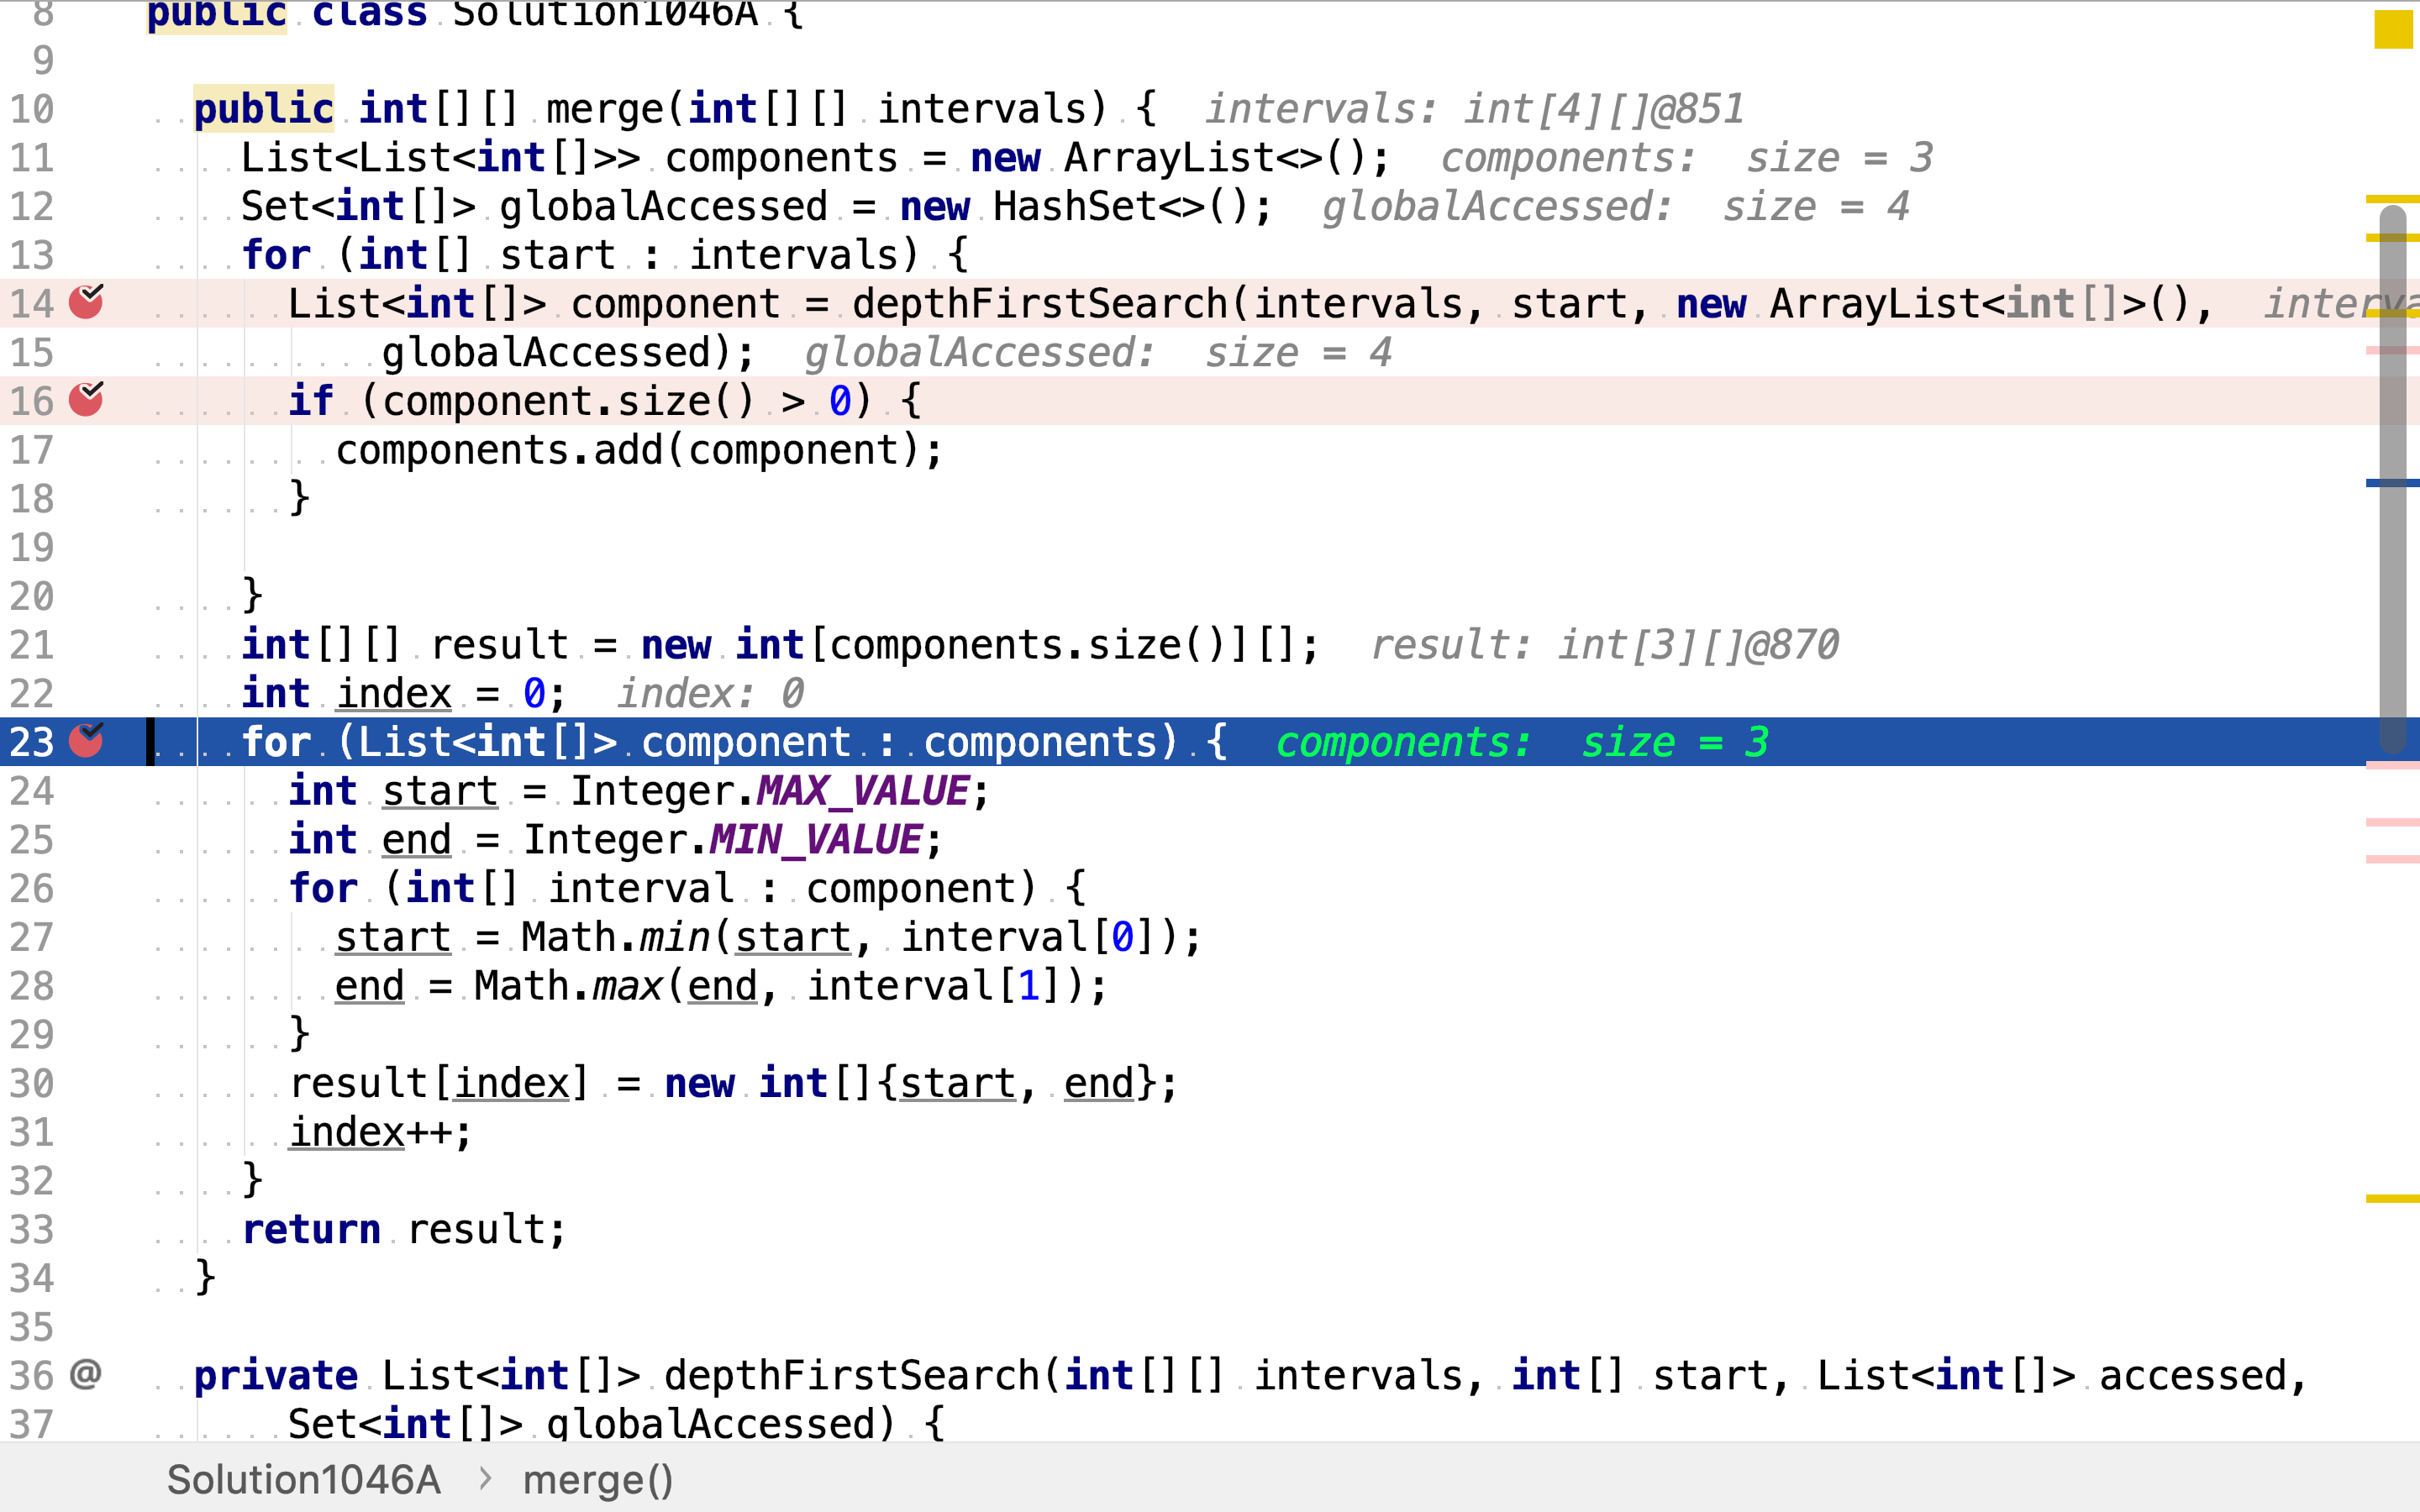 8 public class Solution1046A {
9
10 public int[][] merge(int[][] intervals) { intervals: int[4][]@851
11 List<List<int[]>> components = new ArrayList<>(); components: size = 3
12 Set<int[]> globalAccessed = new HashSet<>(); globalAccessed: size = 4
13 for (int[] start : intervals) {
14 List<int[]> component = depthFirstSearch(intervals, start, new ArrayList<int[]>(), interva
15 globalAccessed); globalAccessed: size = 4
16 if (component.size() > 0) {
17 components.add(component);
18 }
19
20 }
21 int[][] result = new int[components.size()][]; result: int[3][]@870
22 int index = 0; index: 0
23 for (List<int[]> component : components) { components: size = 3
24 int start = Integer.MAX_VALUE;
25 int end = Integer.MIN_VALUE;
26 for (int[] interval : component) {
27 start = Math.min(start, interval[0]);
28 end = Math.max(end, interval[1]);
29 }
30 result[index] = new int[]{start, end};
31 index++;
32 }
33 return result;
34 }
35
36 @ private List<int[]> depthFirstSearch(int[][] intervals, int[] start, List<int[]> accessed,
37 Set<int[]> globalAccessed) {
Solution1046A > merge()